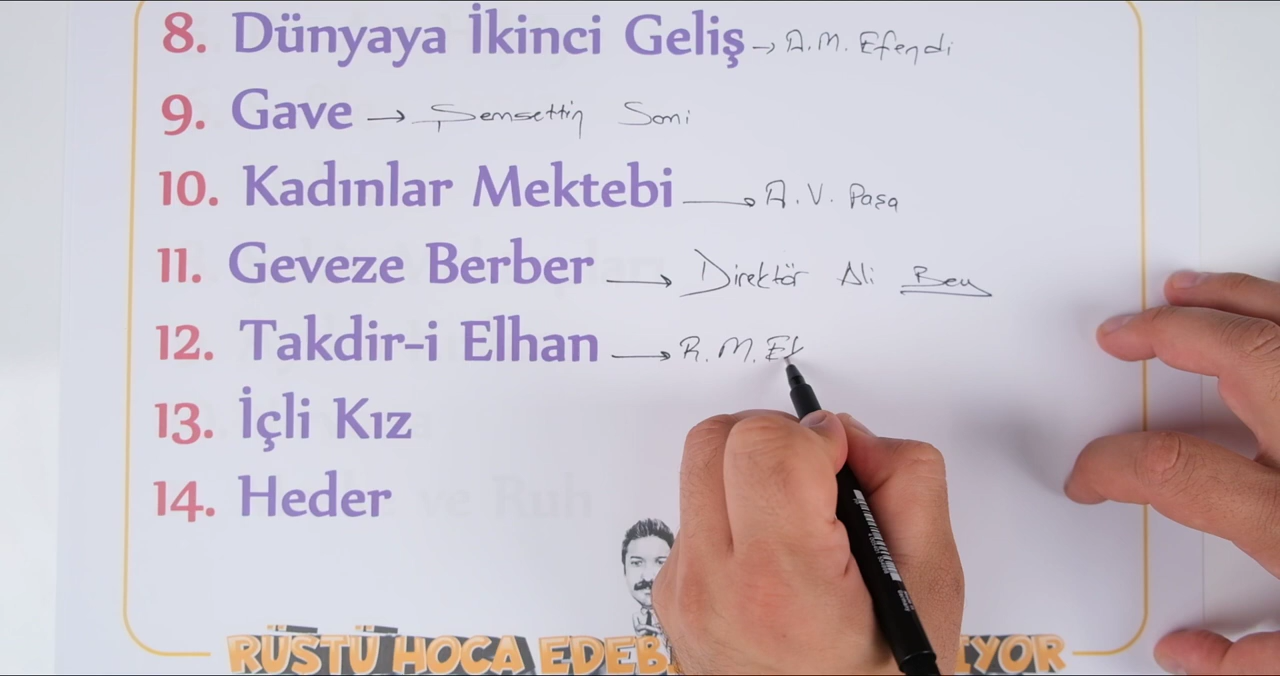 8. Dünyaya İkinci Geliş → A. M. Efendi
9. Gave → Şemsettin Sami
10. Kadınlar Mektebi → A. V. Paşa
11. Geveze Berber → Direktör Ali Bey
12. Takdir-i Elhan → R. M. Ek
13. İçli Kız
14. Heder
RÜŞTÜ HOCA